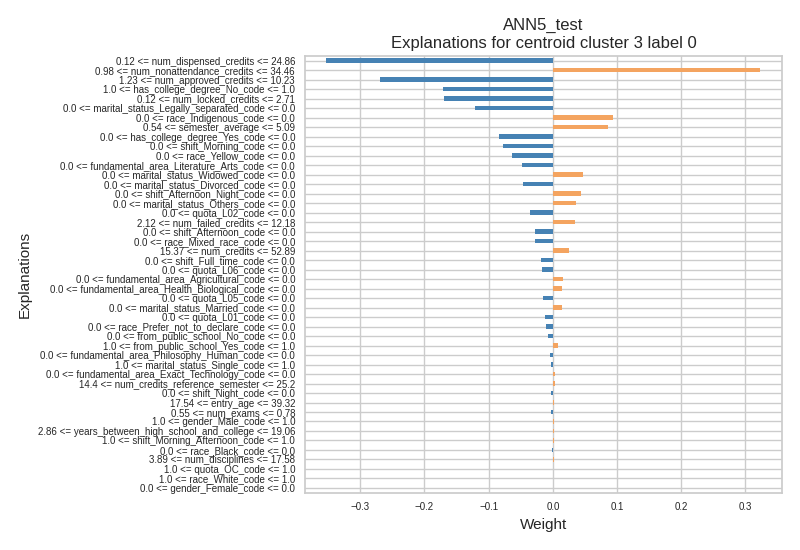 ANN5_test
Explanations for centroid cluster 3 label 0
0.12 <= num_dispensed_credits <= 24.86
0.98 <= num_nonattendance_credits <= 34.46
1.23 <= num_approved_credits <= 10.23
1.0 <= has_college_degree_No_code <= 1.0
0.12 <= num_locked_credits <= 2.71
0.0 <= marital_status_Legally_separated_code <= 0.0
0.0 <= race_Indigenous_code <= 0.0
0.54 <= semester_average <= 5.09
0.0 <= has_college_degree_Yes_code <= 0.0
0.0 <= shift_Morning_code <= 0.0
0.0 <= race_Yellow_code <= 0.0
0.0 <= fundamental_area_Literature_Arts_code <= 0.0
0.0 <= marital_status_Widowed_code <= 0.0
0.0 <= marital_status_Divorced_code <= 0.0
0.0 <= shift_Afternoon_Night_code <= 0.0
0.0 <= marital_status_Others_code <= 0.0
0.0 <= quota_L02_code <= 0.0
2.12 <= num_failed_credits <= 12.18
0.0 <= shift_Afternoon_code <= 0.0
0.0 <= race_Mixed_race_code <= 0.0
15.37 <= num_credits <= 52.89
0.0 <= shift_Full_time_code <= 0.0
0.0 <= quota_L06_code <= 0.0
0.0 <= fundamental_area_Agricultural_code <= 0.0
0.0 <= fundamental_area_Health_Biological_code <= 0.0
0.0 <= quota_L05_code <= 0.0
0.0 <= marital_status_Married_code <= 0.0
0.0 <= quota_L01_code <= 0.0
0.0 <= race_Prefer_not_to_declare_code <= 0.0
0.0 <= from_public_school_No_code <= 0.0
1.0 <= from_public_school_Yes_code <= 1.0
0.0 <= fundamental_area_Philosophy_Human_code <= 0.0
1.0 <= marital_status_Single_code <= 1.0
0.0 <= fundamental_area_Exact_Technology_code <= 0.0
14.4 <= num_credits_reference_semester <= 25.2
0.0 <= shift_Night_code <= 0.0
17.54 <= entry_age <= 39.32
0.55 <= num_exams <= 0.78
1.0 <= gender_Male_code <= 1.0
2.86 <= years_between_high_school_and_college <= 19.06
1.0 <= shift_Morning_Afternoon_code <= 1.0
0.0 <= race_Black_code <= 0.0
3.89 <= num_disciplines <= 17.58
1.0 <= quota_OC_code <= 1.0
1.0 <= race_White_code <= 1.0
0.0 <= gender_Female_code <= 0.0
Explanations
−0.3 −0.2 −0.1 0.0 0.1 0.2 0.3
Weight